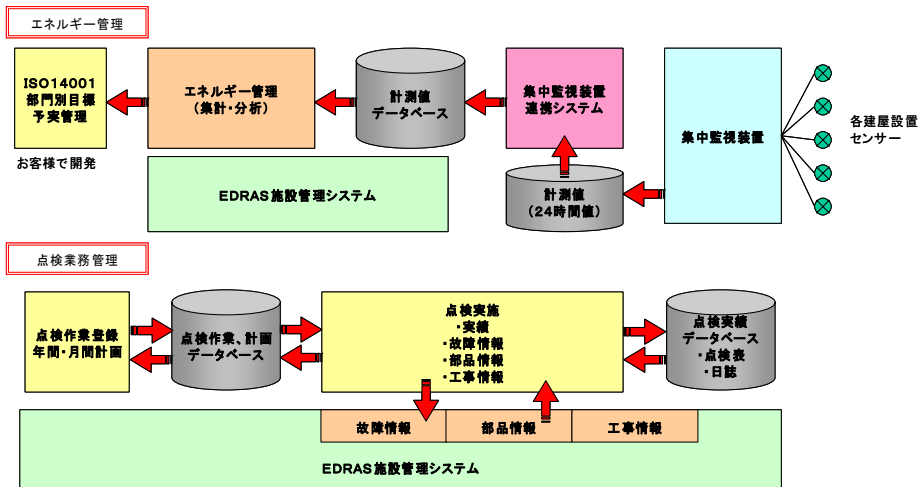 エネルギー管理
ISO14001
部門別目標
予実管理
お客様で開発
エネルギー管理
(集計・分析)
計測値
データベース
集中監視装置
連携システム
集中監視装置
各建屋設置
センサー
EDRAS施設管理システム
計測値
(24時間値)
点検業務管理
点検作業登録
年間・月間計画
点検作業、計画
データベース
点検実施
・実績
・故障情報
・部品情報
・工事情報
点検実績
データベース
・点検表
・日誌
故障情報
部品情報
工事情報
EDRAS施設管理システム